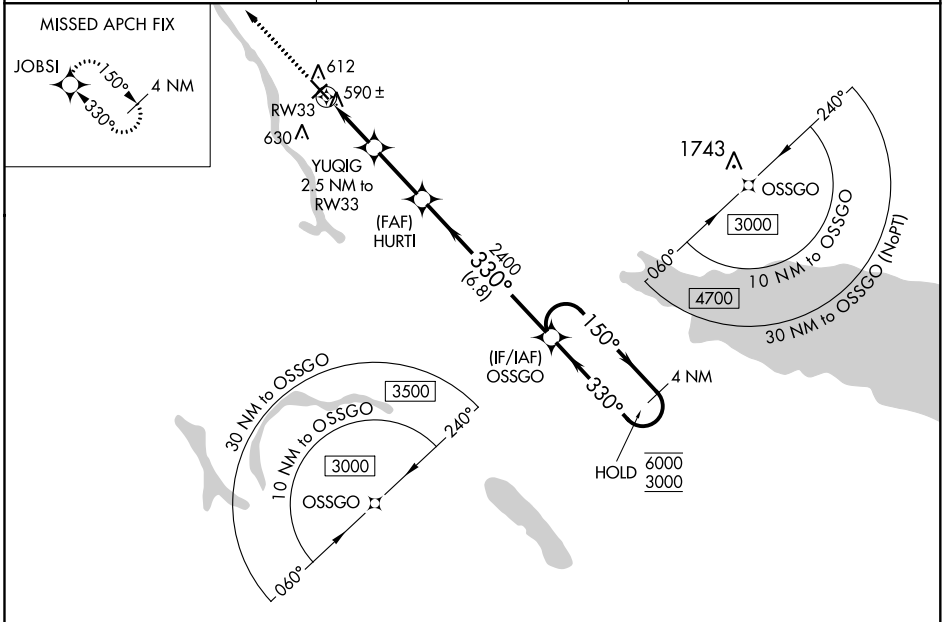 MISSED APCH FIX
JOBSI
150°
4 NM
330°
612
590 ±
RW33
630
YUQIG
2.5 NM to
RW33
(FAF)
HURTI
2400
330°
(6.8)
1743
240°
OSSGO
3000
060°
10 NM to OSSGO
4700
30 NM to OSSGO (NoPT)
(IF/IAF)
OSSGO
150°
330°
4 NM
HOLD
6000
3000
30 NM to OSSGO
3500
10 NM to OSSGO
240°
3000
OSSGO
060°